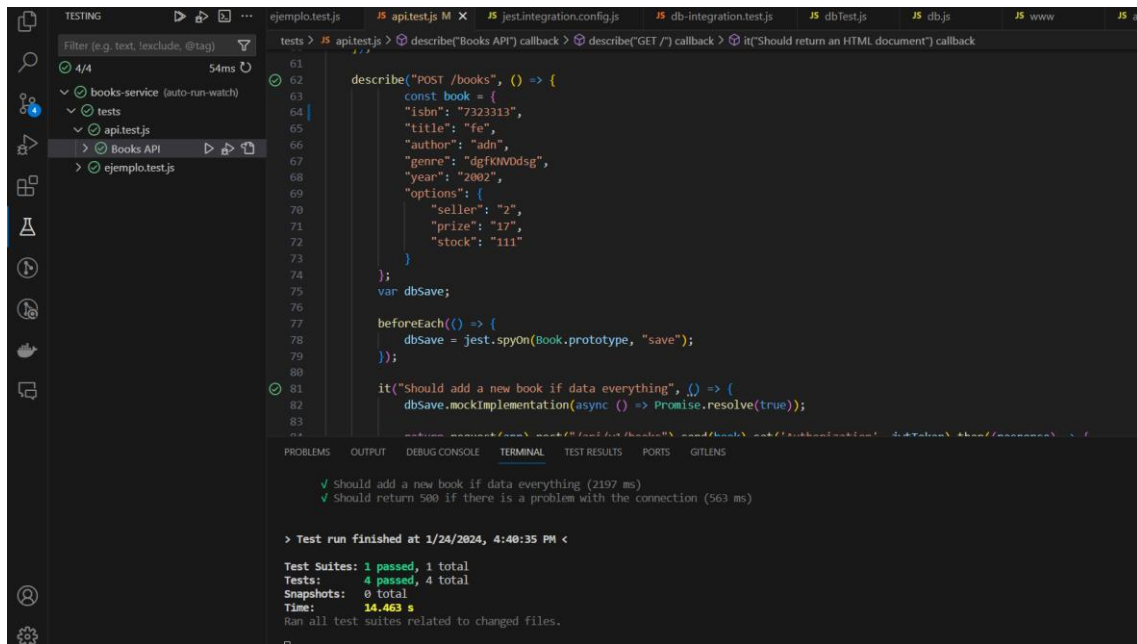 TESTING
Filter (e.g. text, !exclude, @tag)
4/4 54ms
books-service (auto-run-watch)
tests
api.test.js
Books API
ejemplo.test.js
4
ejemplo.test.js JS api.test.js M X JS jest.integration.config.js JS db-integration.test.js JS dbTest.js JS db.js JS www JS a
tests > JS api.test.js > describe("Books API") callback > describe("GET /") callback > it("Should return an HTML document") callback
61
62 describe("POST /books", () => {
63 const book = {
64 "isbn": "7323313",
65 "title": "fe",
66 "author": "adn",
67 "genre": "dgfKNVDdsg",
68 "year": "2002",
69 "options": {
70 "seller": "2",
71 "prize": "17",
72 "stock": "111"
73 }
74 };
75 var dbSave;
76
77 beforeEach(() => {
78 dbSave = jest.spyOn(Book.prototype, "save");
79 });
80
81 it("Should add a new book if data everything", () => {
82 dbSave.mockImplementation(async () => Promise.resolve(true));
83
PROBLEMS OUTPUT DEBUG CONSOLE TERMINAL TEST RESULTS PORTS GITLENS
√ Should add a new book if data everything (2197 ms)
√ Should return 500 if there is a problem with the connection (563 ms)
> Test run finished at 1/24/2024, 4:40:35 PM <
Test Suites: 1 passed, 1 total
Tests: 4 passed, 4 total
Snapshots: 0 total
Time: 14.463 s
Ran all test suites related to changed files.